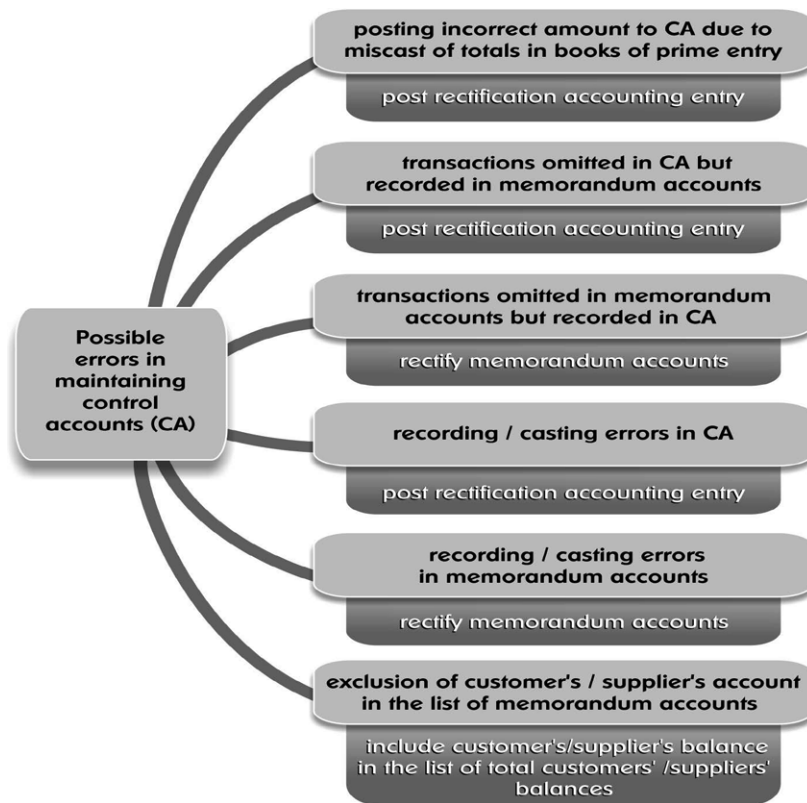 posting incorrect amount to CA due to
miscast of totals in books of prime entry
post rectification accounting entry
transactions omitted in CA but
recorded in memorandum accounts
post rectification accounting entry
transactions omitted in memorandum
accounts but recorded in CA
rectify memorandum accounts
Possible
errors in
maintaining
control
accounts (CA)
recording / casting errors in CA
post rectification accounting entry
recording / casting errors
in memorandum accounts
rectify memorandum accounts
exclusion of customer's / supplier's account
in the list of memorandum accounts
include customer's/supplier's balance
in the list of total customers' /suppliers'
balances